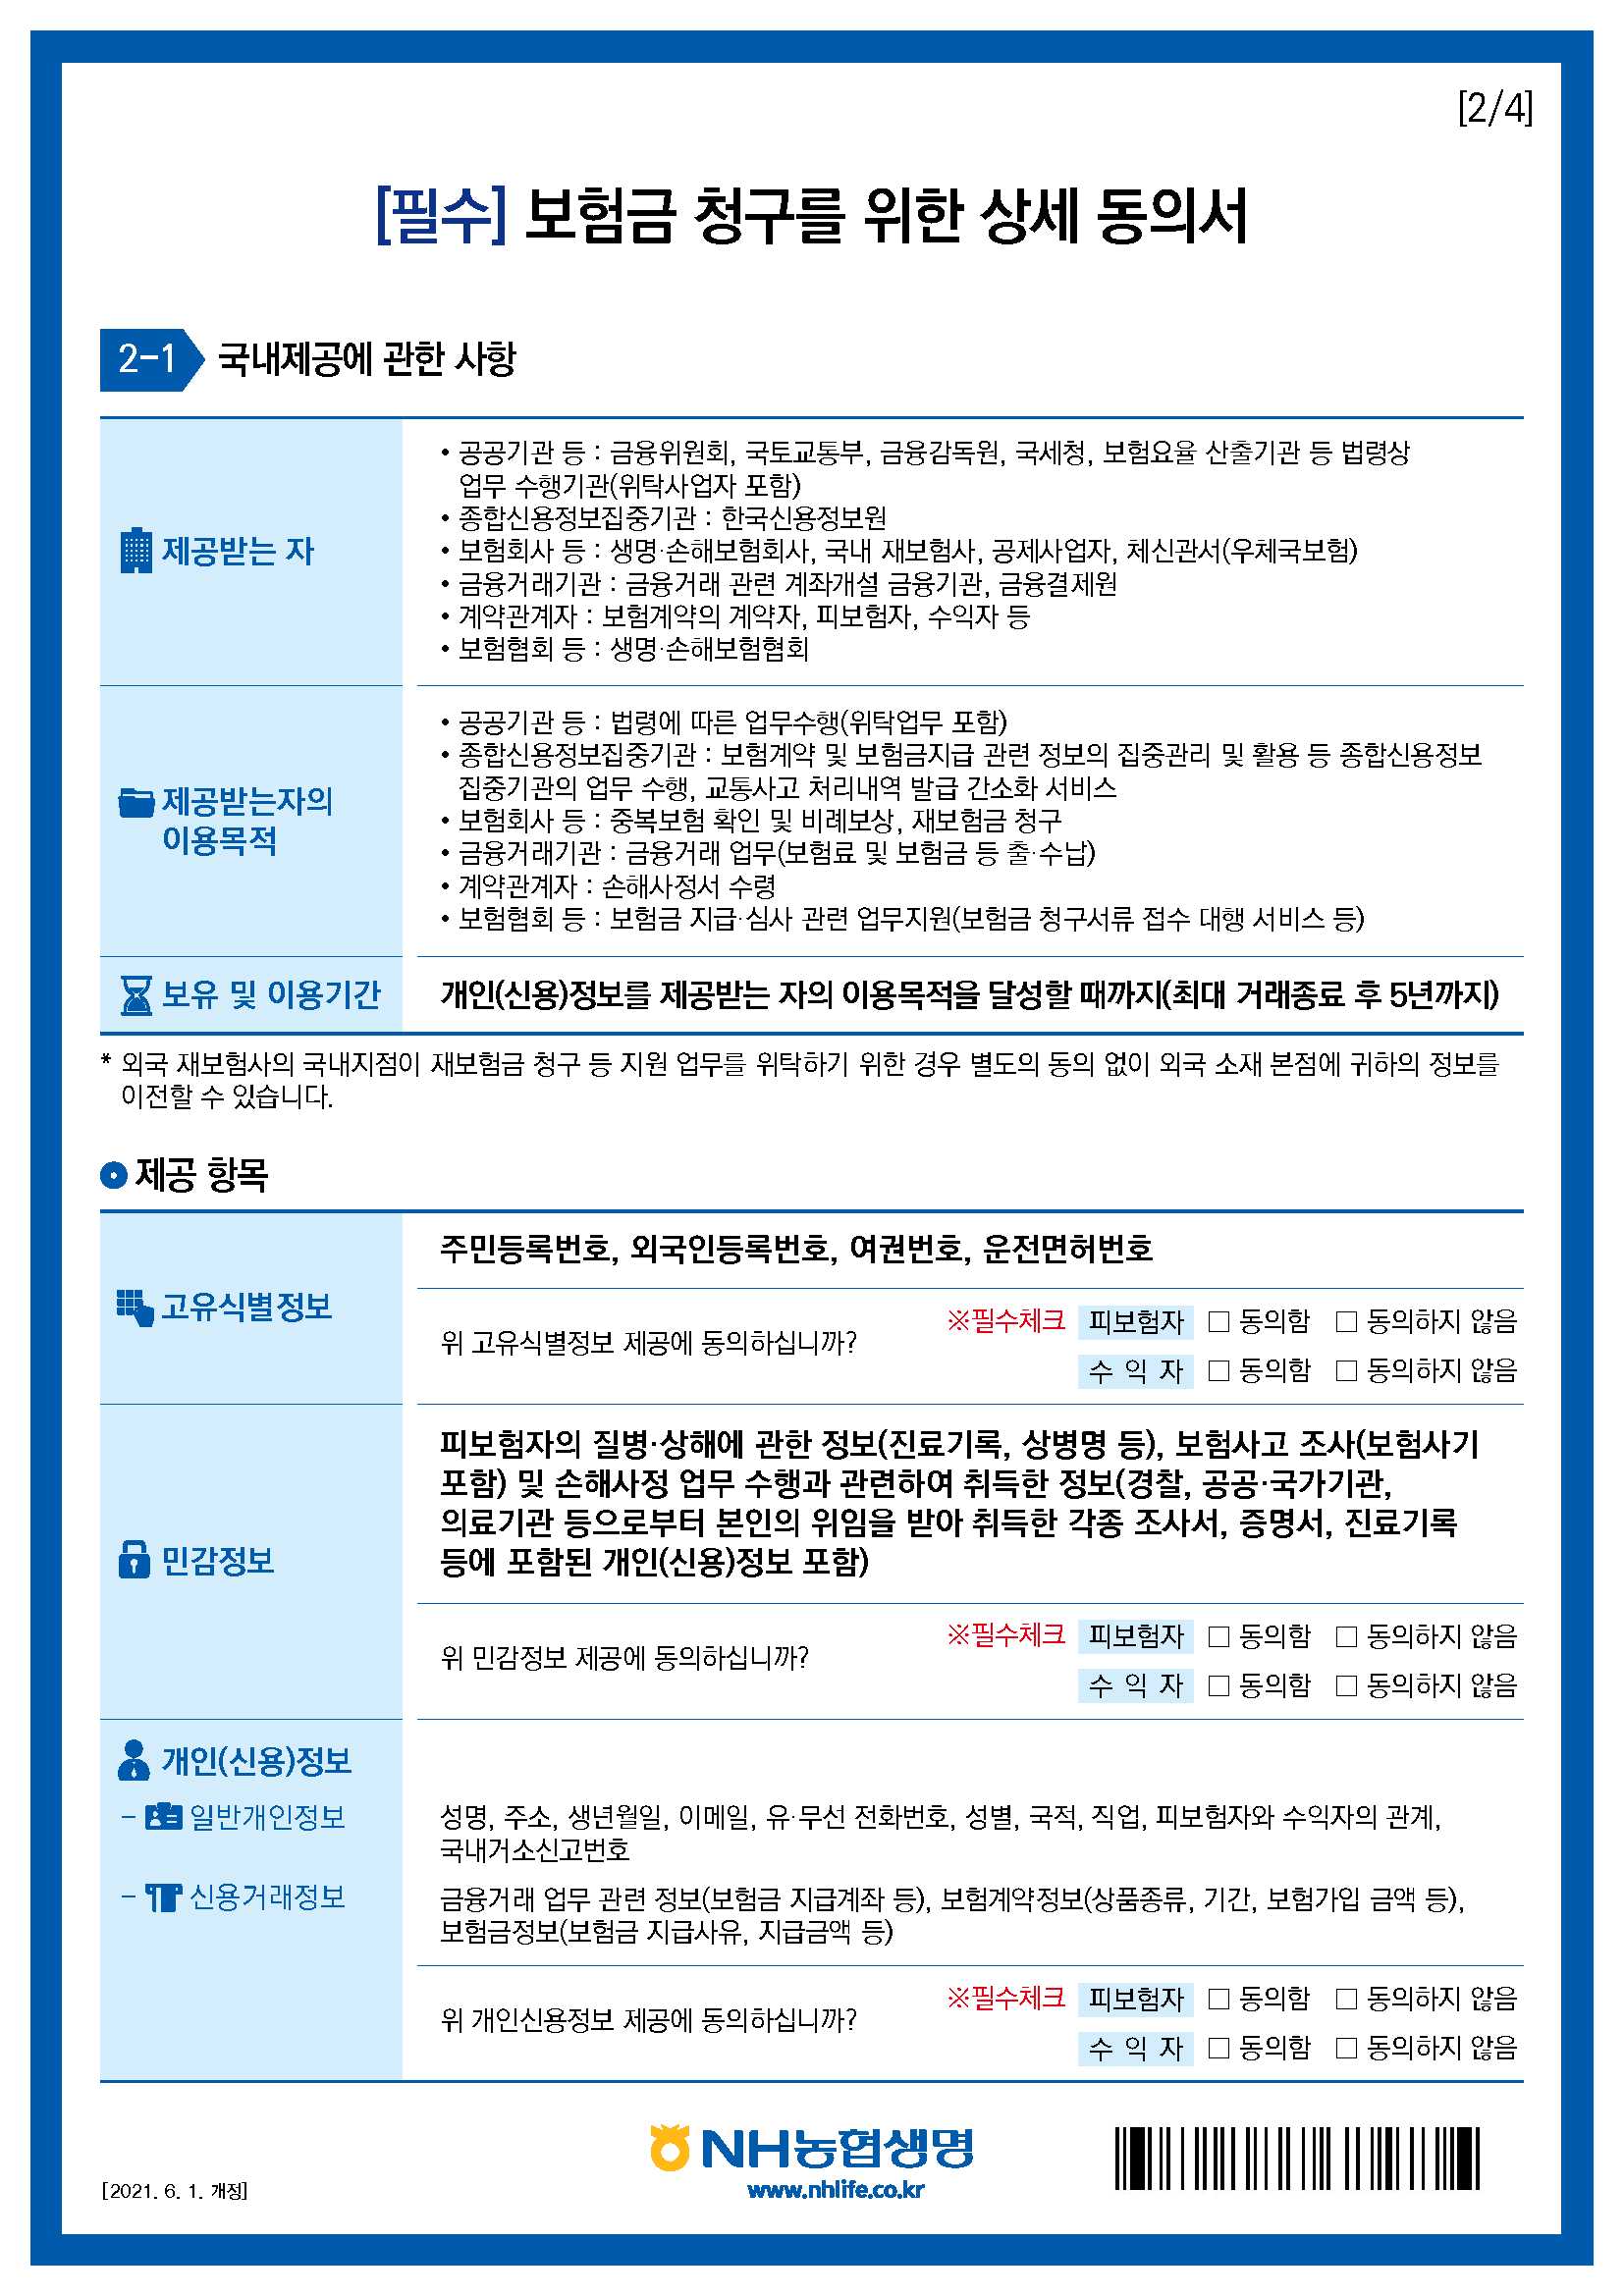 [2/4]
[필수] 보험금 청구를 위한 상세 동의서
2-1 국내제공에 관한 사항
제공받는 자
• 공공기관 등 : 금융위원회, 국토교통부, 금융감독원, 국세청, 보험요율 산출기관 등 법령상
업무 수행기관(위탁사업자 포함)
• 종합신용정보집중기관 : 한국신용정보원
• 보험회사 등 : 생명·손해보험회사, 국내 재보험사, 공제사업자, 체신관서(우체국보험)
• 금융거래기관 : 금융거래 관련 계좌개설 금융기관, 금융결제원
• 계약관계자 : 보험계약의 계약자, 피보험자, 수익자 등
• 보험협회 등 : 생명·손해보험협회
제공받는자의
이용목적
• 공공기관 등 : 법령에 따른 업무수행(위탁업무 포함)
• 종합신용정보집중기관 : 보험계약 및 보험금지급 관련 정보의 집중관리 및 활용 등 종합신용정보
집중기관의 업무 수행, 교통사고 처리내역 발급 간소화 서비스
• 보험회사 등 : 중복보험 확인 및 비례보상, 재보험금 청구
• 금융거래기관 : 금융거래 업무(보험료 및 보험금 등 출·수납)
• 계약관계자 : 손해사정서 수령
• 보험협회 등 : 보험금 지급·심사 관련 업무지원(보험금 청구서류 접수 대행 서비스 등)
보유 및 이용기간
개인(신용)정보를 제공받는 자의 이용목적을 달성할 때까지(최대 거래종료 후 5년까지)
* 외국 재보험사의 국내지점이 재보험금 청구 등 지원 업무를 위탁하기 위한 경우 별도의 동의 없이 외국 소재 본점에 귀하의 정보를
이전할 수 있습니다.
제공 항목
고유식별정보
주민등록번호, 외국인등록번호, 여권번호, 운전면허번호
위 고유식별정보 제공에 동의하십니까?
※필수체크 피보험자 □ 동의함 □ 동의하지 않음
수 익 자 □ 동의함 □ 동의하지 않음
민감정보
피보험자의 질병·상해에 관한 정보(진료기록, 상병명 등), 보험사고 조사(보험사기
포함) 및 손해사정 업무 수행과 관련하여 취득한 정보(경찰, 공공·국가기관,
의료기관 등으로부터 본인의 위임을 받아 취득한 각종 조사서, 증명서, 진료기록
등에 포함된 개인(신용)정보 포함)
위 민감정보 제공에 동의하십니까?
※필수체크 피보험자 □ 동의함 □ 동의하지 않음
수 익 자 □ 동의함 □ 동의하지 않음
개인(신용)정보
– 일반개인정보
성명, 주소, 생년월일, 이메일, 유·무선 전화번호, 성별, 국적, 직업, 피보험자와 수익자의 관계,
국내거소신고번호
– 신용거래정보
금융거래 업무 관련 정보(보험금 지급계좌 등), 보험계약정보(상품종류, 기간, 보험가입 금액 등),
보험금정보(보험금 지급사유, 지급금액 등)
위 개인신용정보 제공에 동의하십니까?
※필수체크 피보험자 □ 동의함 □ 동의하지 않음
수 익 자 □ 동의함 □ 동의하지 않음
NH농협생명
www.nhlife.co.kr
[2021. 6. 1. 개정]